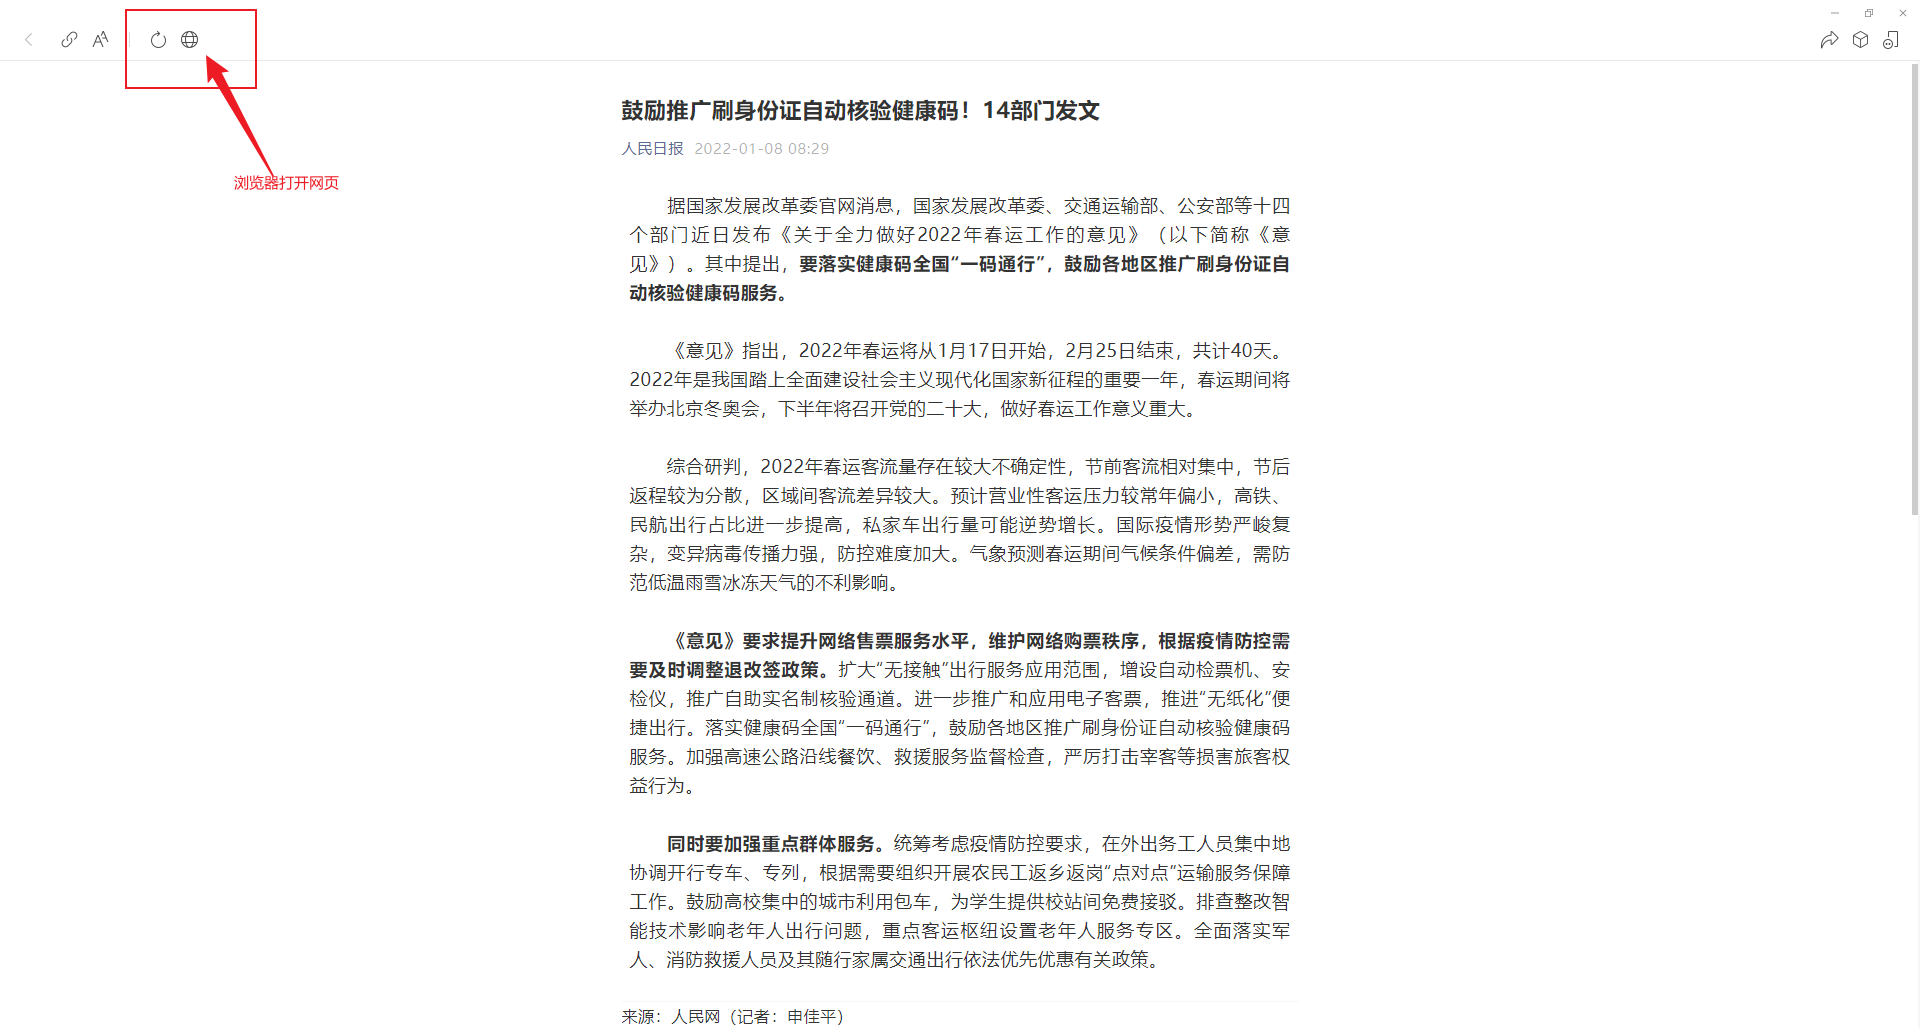 浏览器打开网页
鼓励推广刷身份证自动核验健康码！14部门发文
人民日报 2022-01-08 08:29
据国家发展改革委官网消息，国家发展改革委、交通运输部、公安部等十四
个部门近日发布《关于全力做好2022年春运工作的意见》（以下简称《意
见》）。其中提出，要落实健康码全国“一码通行”，鼓励各地区推广刷身份证自
动核验健康码服务。
《意见》指出，2022年春运将从1月17日开始，2月25日结束，共计40天。
2022年是我国踏上全面建设社会主义现代化国家新征程的重要一年，春运期间将
举办北京冬奥会，下半年将召开党的二十大，做好春运工作意义重大。
综合研判，2022年春运客流量存在较大不确定性，节前客流相对集中，节后
返程较为分散，区域间客流差异较大。预计营业性客运压力较常年偏小，高铁、
民航出行占比进一步提高，私家车出行量可能逆势增长。国际疫情形势严峻复
杂，变异病毒传播力强，防控难度加大。气象预测春运期间气候条件偏差，需防
范低温雨雪冰冻天气的不利影响。
《意见》要求提升网络售票服务水平，维护网络购票秩序，根据疫情防控需
要及时调整退改签政策。扩大“无接触”出行服务应用范围，增设自动检票机、安
检仪，推广自助实名制核验通道。进一步推广和应用电子客票，推进“无纸化”便
捷出行。落实健康码全国“一码通行”，鼓励各地区推广刷身份证自动核验健康码
服务。加强高速公路沿线餐饮、救援服务监督检查，严厉打击宰客等损害旅客权
益行为。
同时要加强重点群体服务。统筹考虑疫情防控要求，在外出务工人员集中地
协调开行专车、专列，根据需要组织开展农民工返乡返岗“点对点”运输服务保障
工作。鼓励高校集中的城市利用包车，为学生提供校站间免费接驳。排查整改智
能技术影响老年人出行问题，重点客运枢纽设置老年人服务专区。全面落实军
人、消防救援人员及其随行家属交通出行依法优先优惠有关政策。
来源：人民网（记者：申佳平）